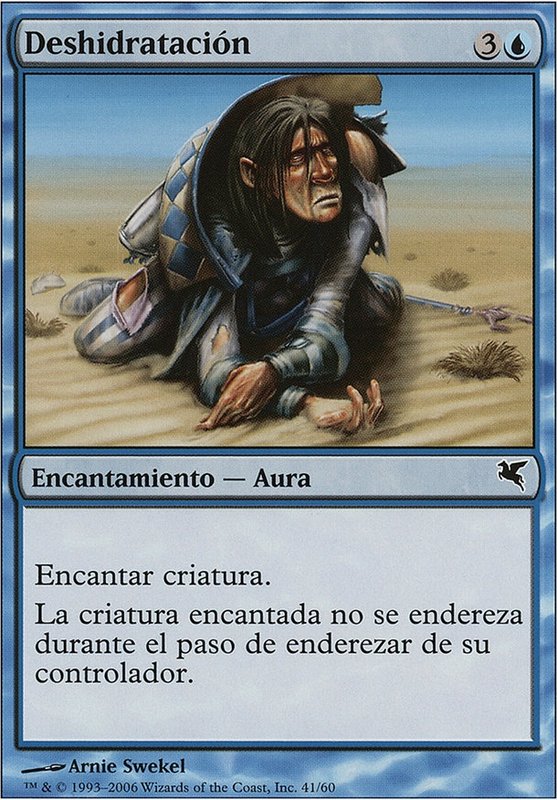 Deshidratación 3
Encantamiento — Aura
Encantar criatura.
La criatura encantada no se endereza
durante el paso de enderezar de su
controlador.
Arnie Swekel
™ & © 1993–2006 Wizards of the Coast, Inc. 41/60